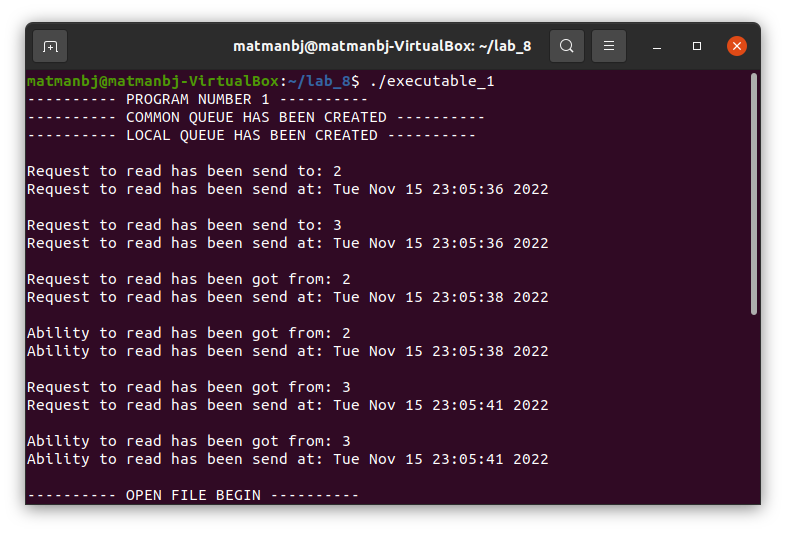 matmanbj@matmanbj-VirtualBox: ~/lab_8
matmanbj@matmanbj-VirtualBox:~/lab_8$ ./executable_1
---------- PROGRAM NUMBER 1 ----------
---------- COMMON QUEUE HAS BEEN CREATED ----------
---------- LOCAL QUEUE HAS BEEN CREATED ----------
Request to read has been send to: 2
Request to read has been send at: Tue Nov 15 23:05:36 2022
Request to read has been send to: 3
Request to read has been send at: Tue Nov 15 23:05:36 2022
Request to read has been got from: 2
Request to read has been send at: Tue Nov 15 23:05:38 2022
Ability to read has been got from: 2
Ability to read has been send at: Tue Nov 15 23:05:38 2022
Request to read has been got from: 3
Request to read has been send at: Tue Nov 15 23:05:41 2022
Ability to read has been got from: 3
Ability to read has been send at: Tue Nov 15 23:05:41 2022
---------- OPEN FILE BEGIN ----------